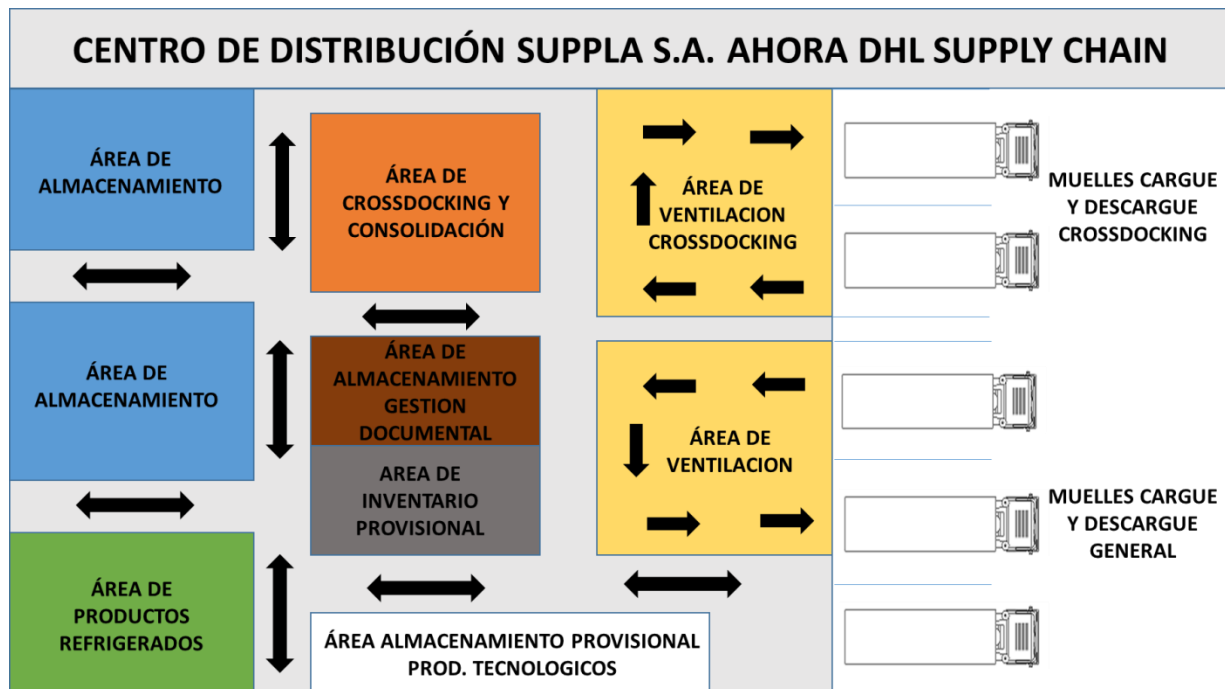 CENTRO DE DISTRIBUCIÓN SUPPLA S.A. AHORA DHL SUPPLY CHAIN
ÁREA DE
ALMACENAMIENTO
ÁREA DE
CROSSDOCKING Y
CONSOLIDACIÓN
ÁREA DE
VENTILACION
CROSSDOCKING
MUELLES CARGUE
Y DESCARGUE
CROSSDOCKING
ÁREA DE
ALMACENAMIENTO
ÁREA DE
ALMACENAMIENTO
GESTION
DOCUMENTAL
AREA DE
INVENTARIO
PROVISIONAL
ÁREA DE
VENTILACION
MUELLES CARGUE
Y DESCARGUE
GENERAL
ÁREA DE
PRODUCTOS
REFRIGERADOS
ÁREA ALMACENAMIENTO PROVISIONAL
PROD. TECNOLOGICOS